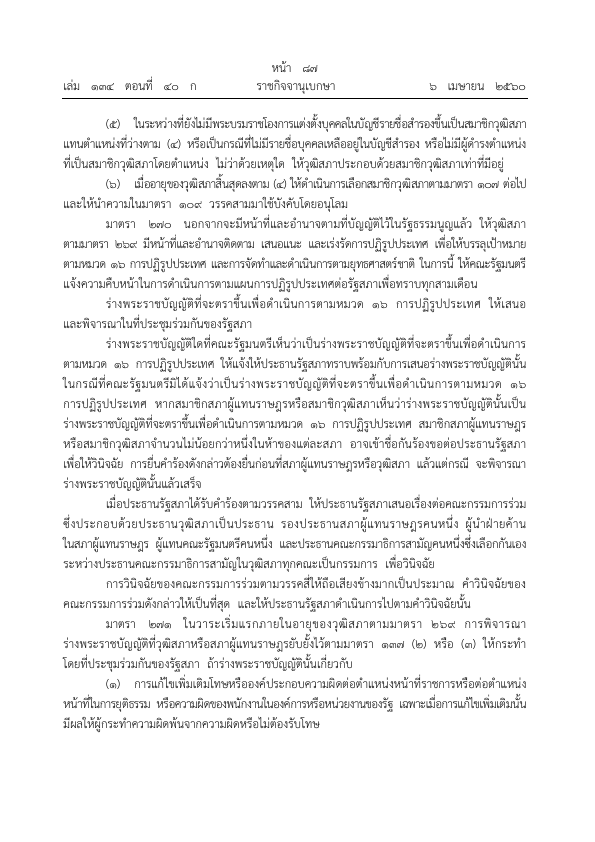 หน้า ๘๗
เล่ม ๑๓๔ ตอนที่ ๔๐ ก ราชกิจจานุเบกษา ๖ เมษายน ๒๕๖๐
(๕) ในระหว่างที่ยังไม่มีพระบรมราชโองการแต่งตั้งบุคคลในบัญชีรายชื่อสำรองขึ้นเป็นสมาชิกวุฒิสภา
แทนตำแหน่งที่ว่างตาม (๔) หรือเป็นกรณีที่ไม่มีรายชื่อบุคคลเหลืออยู่ในบัญชีสำรอง หรือไม่มีผู้ดำรงตำแหน่ง
ที่เป็นสมาชิกวุฒิสภาโดยตำแหน่ง ไม่ว่าด้วยเหตุใด ให้วุฒิสภาประกอบด้วยสมาชิกวุฒิสภาเท่าที่มีอยู่
(๖) เมื่ออายุของวุฒิสภาสิ้นสุดลงตาม (๔) ให้ดำเนินการเลือกสมาชิกวุฒิสภาตามมาตรา ๑๐๗ ต่อไป
และให้นำความในมาตรา ๑๐๙ วรรคสามมาใช้บังคับโดยอนุโลม
มาตรา ๒๗๐ นอกจากจะมีหน้าที่และอำนาจตามที่บัญญัติไว้ในรัฐธรรมนูญแล้ว ให้วุฒิสภา
ตามมาตรา ๒๖๙ มีหน้าที่และอำนาจติดตาม เสนอแนะ และเร่งรัดการปฏิรูปประเทศ เพื่อให้บรรลุเป้าหมาย
ตามหมวด ๑๖ การปฏิรูปประเทศ และการจัดทำและดำเนินการตามยุทธศาสตร์ชาติ ในการนี้ ให้คณะรัฐมนตรี
แจ้งความคืบหน้าในการดำเนินการตามแผนการปฏิรูปประเทศต่อรัฐสภาเพื่อทราบทุกสามเดือน
ร่างพระราชบัญญัติที่จะตราขึ้นเพื่อดำเนินการตามหมวด ๑๖ การปฏิรูปประเทศ ให้เสนอ
และพิจารณาในที่ประชุมร่วมกันของรัฐสภา
ร่างพระราชบัญญัติใดที่คณะรัฐมนตรีเห็นว่าเป็นร่างพระราชบัญญัติที่จะตราขึ้นเพื่อดำเนินการ
ตามหมวด ๑๖ การปฏิรูปประเทศ ให้แจ้งให้ประธานรัฐสภาทราบพร้อมกับการเสนอร่างพระราชบัญญัตินั้น
ในกรณีที่คณะรัฐมนตรีมิได้แจ้งว่าเป็นร่างพระราชบัญญัติที่จะตราขึ้นเพื่อดำเนินการตามหมวด ๑๖
การปฏิรูปประเทศ หากสมาชิกสภาผู้แทนราษฎรหรือสมาชิกวุฒิสภาเห็นว่าร่างพระราชบัญญัตินั้นเป็น
ร่างพระราชบัญญัติที่จะตราขึ้นเพื่อดำเนินการตามหมวด ๑๖ การปฏิรูปประเทศ สมาชิกสภาผู้แทนราษฎร
หรือสมาชิกวุฒิสภาจำนวนไม่น้อยกว่าหนึ่งในห้าของแต่ละสภา อาจเข้าชื่อกันร้องขอต่อประธานรัฐสภา
เพื่อให้วินิจฉัย การยื่นคำร้องดังกล่าวต้องยื่นก่อนที่สภาผู้แทนราษฎรหรือวุฒิสภา แล้วแต่กรณี จะพิจารณา
ร่างพระราชบัญญัตินั้นแล้วเสร็จ
เมื่อประธานรัฐสภาได้รับคำร้องตามวรรคสาม ให้ประธานรัฐสภาเสนอเรื่องต่อคณะกรรมการร่วม
ซึ่งประกอบด้วยประธานวุฒิสภาเป็นประธาน รองประธานสภาผู้แทนราษฎรคนหนึ่ง ผู้นำฝ่ายค้าน
ในสภาผู้แทนราษฎร ผู้แทนคณะรัฐมนตรีคนหนึ่ง และประธานคณะกรรมาธิการสามัญคนหนึ่งซึ่งเลือกกันเอง
ระหว่างประธานคณะกรรมาธิการสามัญในวุฒิสภาทุกคณะเป็นกรรมการ เพื่อวินิจฉัย
การวินิจฉัยของคณะกรรมการร่วมตามวรรคสี่ให้ถือเสียงข้างมากเป็นประมาณ คำวินิจฉัยของ
คณะกรรมการร่วมดังกล่าวให้เป็นที่สุด และให้ประธานรัฐสภาดำเนินการไปตามคำวินิจฉัยนั้น
มาตรา ๒๗๑ ในวาระเริ่มแรกภายในอายุของวุฒิสภาตามมาตรา ๒๖๙ การพิจารณา
ร่างพระราชบัญญัติที่วุฒิสภาหรือสภาผู้แทนราษฎรยับยั้งไว้ตามมาตรา ๑๓๗ (๒) หรือ (๓) ให้กระทำ
โดยที่ประชุมร่วมกันของรัฐสภา ถ้าร่างพระราชบัญญัตินั้นเกี่ยวกับ
(๑) การแก้ไขเพิ่มเติมโทษหรือองค์ประกอบความผิดต่อตำแหน่งหน้าที่ราชการหรือต่อตำแหน่ง
หน้าที่ในการยุติธรรม หรือความผิดของพนักงานในองค์การหรือหน่วยงานของรัฐ เฉพาะเมื่อการแก้ไขเพิ่มเติมนั้น
มีผลให้ผู้กระทำความผิดพ้นจากความผิดหรือไม่ต้องรับโทษ